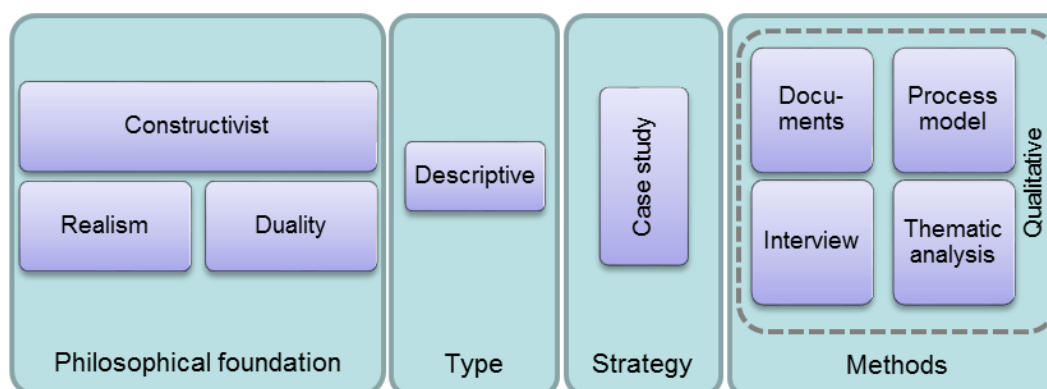 Constructivist
Realism
Duality
Philosophical foundation
Descriptive
Type
Case study
Strategy
Docu-
ments
Process
model
Interview
Thematic
analysis
Qualitative
Methods